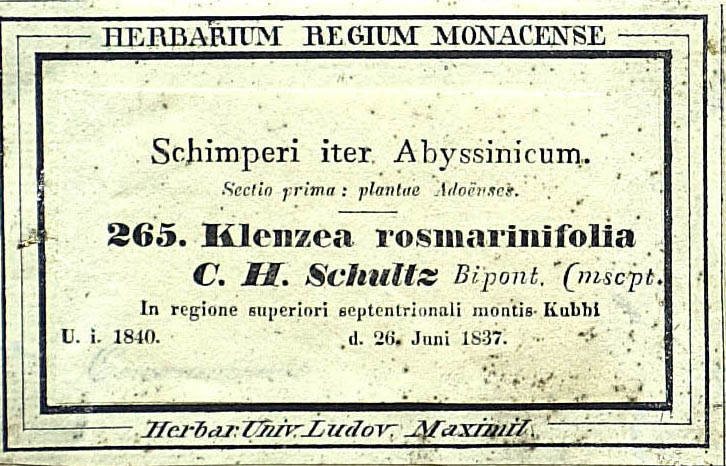 HERBARIUM REGIUM MONACENSE
Schimperi iter Abyssinicum.
Sectio prima: plantae Adoënses.
265. Klenzea rosmarinifolia
C. H. Schultz Bipont. (mscpt.
In regione superiori septentrionali montis Kubbi
U. i. 1840. d. 26. Juni 1837.
Herbar. Univ. Ludov. Maximil.